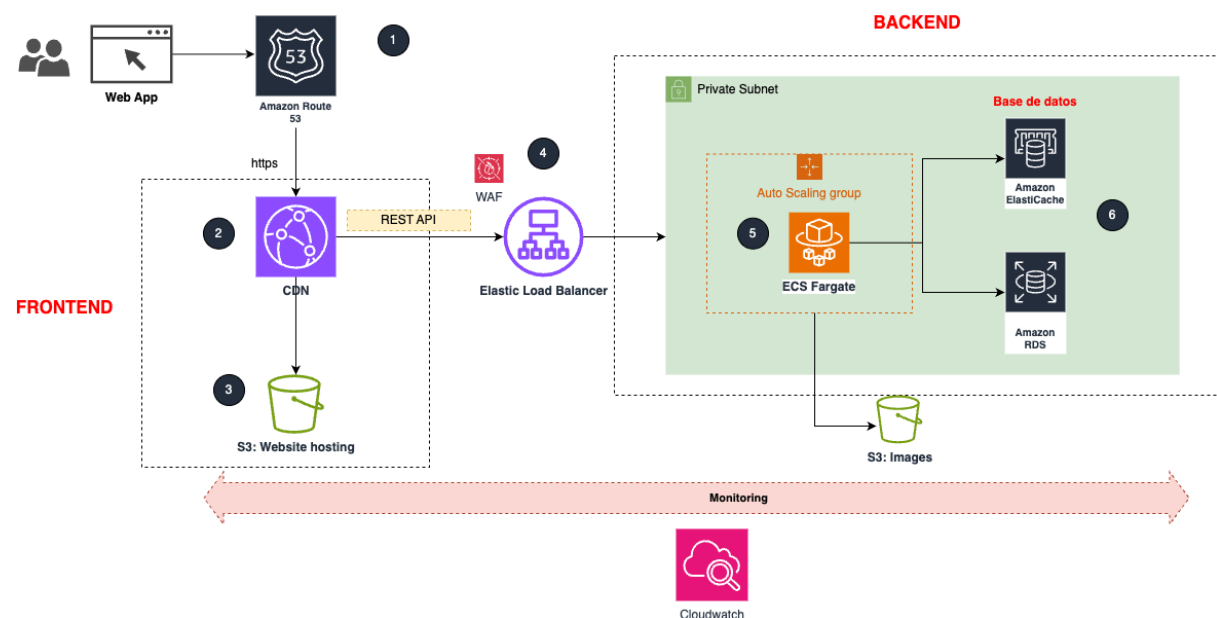 BACKEND
53
1
Private Subnet
Web App
Amazon Route
53
Base de datos
https
4
WAF
Auto Scaling group
Amazon
ElastiCache
REST API
2
5
6
CDN
Elastic Load Balancer
ECS Fargate
FRONTEND
Amazon
RDS
3
S3: Website hosting
S3: Images
Monitoring
Cloudwatch